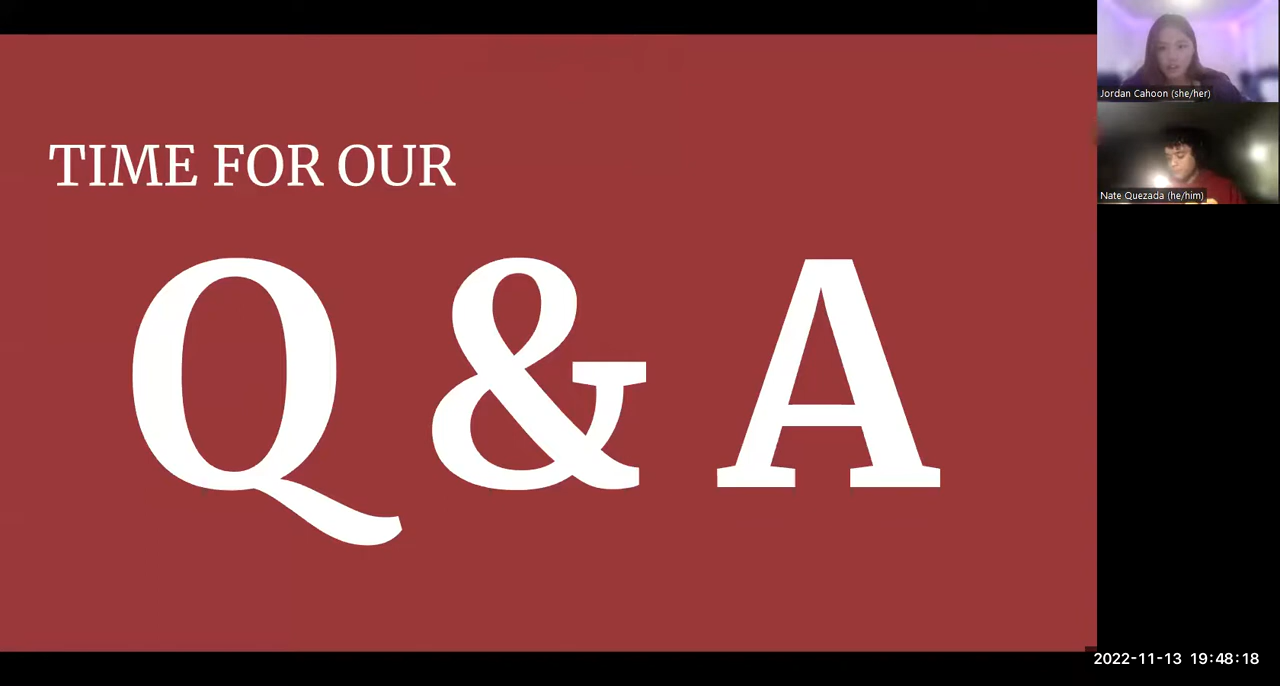 TIME FOR OUR
Q & A
Jordan Cahoon (she/her)
Nate Quezada (he/him)
2022-11-13 19:48:18